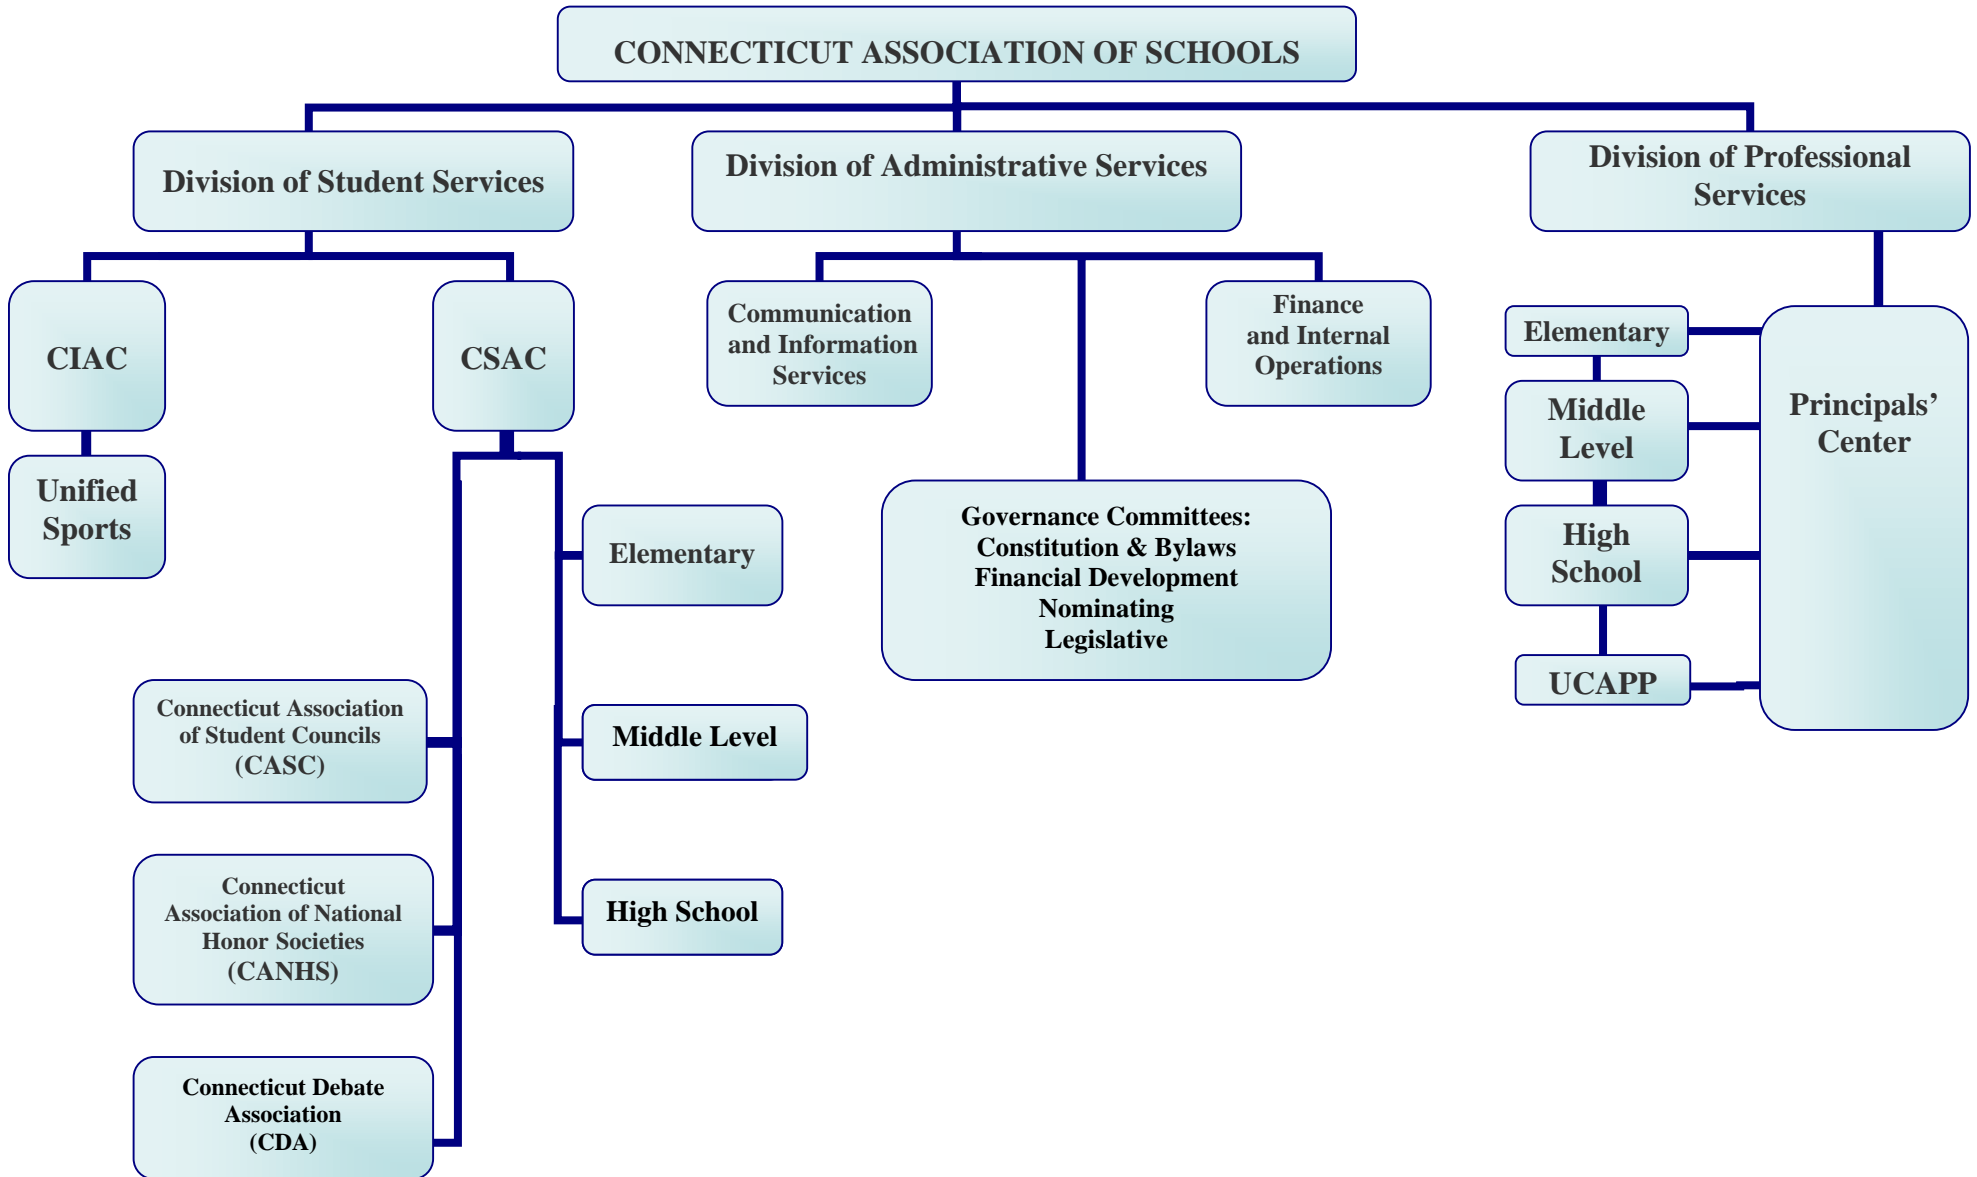 CONNECTICUT ASSOCIATION OF SCHOOLS
Division of Student Services
Division of Administrative Services
Division of Professional
Services
CIAC
CSAC
Communication
and Information
Services
Finance
and Internal
Operations
Elementary
Middle
Level
High
School
UCAPP
Principals’
Center
Unified
Sports
Elementary
Middle Level
High School
Governance Committees:
Constitution & Bylaws
Financial Development
Nominating
Legislative
Connecticut Association
of Student Councils
(CASC)
Connecticut
Association of National
Honor Societies
(CANHS)
Connecticut Debate
Association
(CDA)